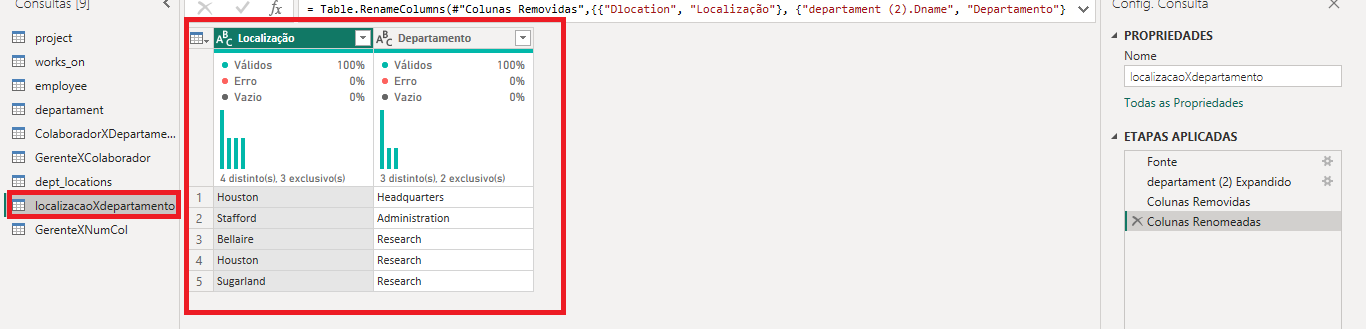 Consultas [9]
project
works_on
employee
departament
ColaboradorXDepartame...
GerenteXColaborador
dept_locations
localizacaoXdepartamento
GerenteXNumCol
fx
= Table.RenameColumns(#"Colunas Removidas",{{"Dlocation", "Localização"}, {"departament (2).Dname", "Departamento"}
ABC Localização ABC Departamento
Válidos 100% Válidos 100%
Erro 0% Erro 0%
Vazio 0% Vazio 0%
4 distinto(s), 3 exclusivo(s) 3 distinto(s), 2 exclusivo(s)
1 Houston Headquarters
2 Stafford Administration
3 Bellaire Research
4 Houston Research
5 Sugarland Research
Config. Consulta
PROPRIEDADES
Nome
localizacaoXdepartamento
Todas as Propriedades
ETAPAS APLICADAS
Fonte
departament (2) Expandido
Colunas Removidas
Colunas Renomeadas